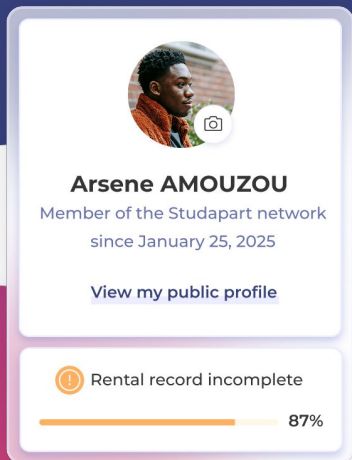 Arsene AMOUZOU
Member of the Studapart network
since January 25, 2025
View my public profile
Rental record incomplete
87%